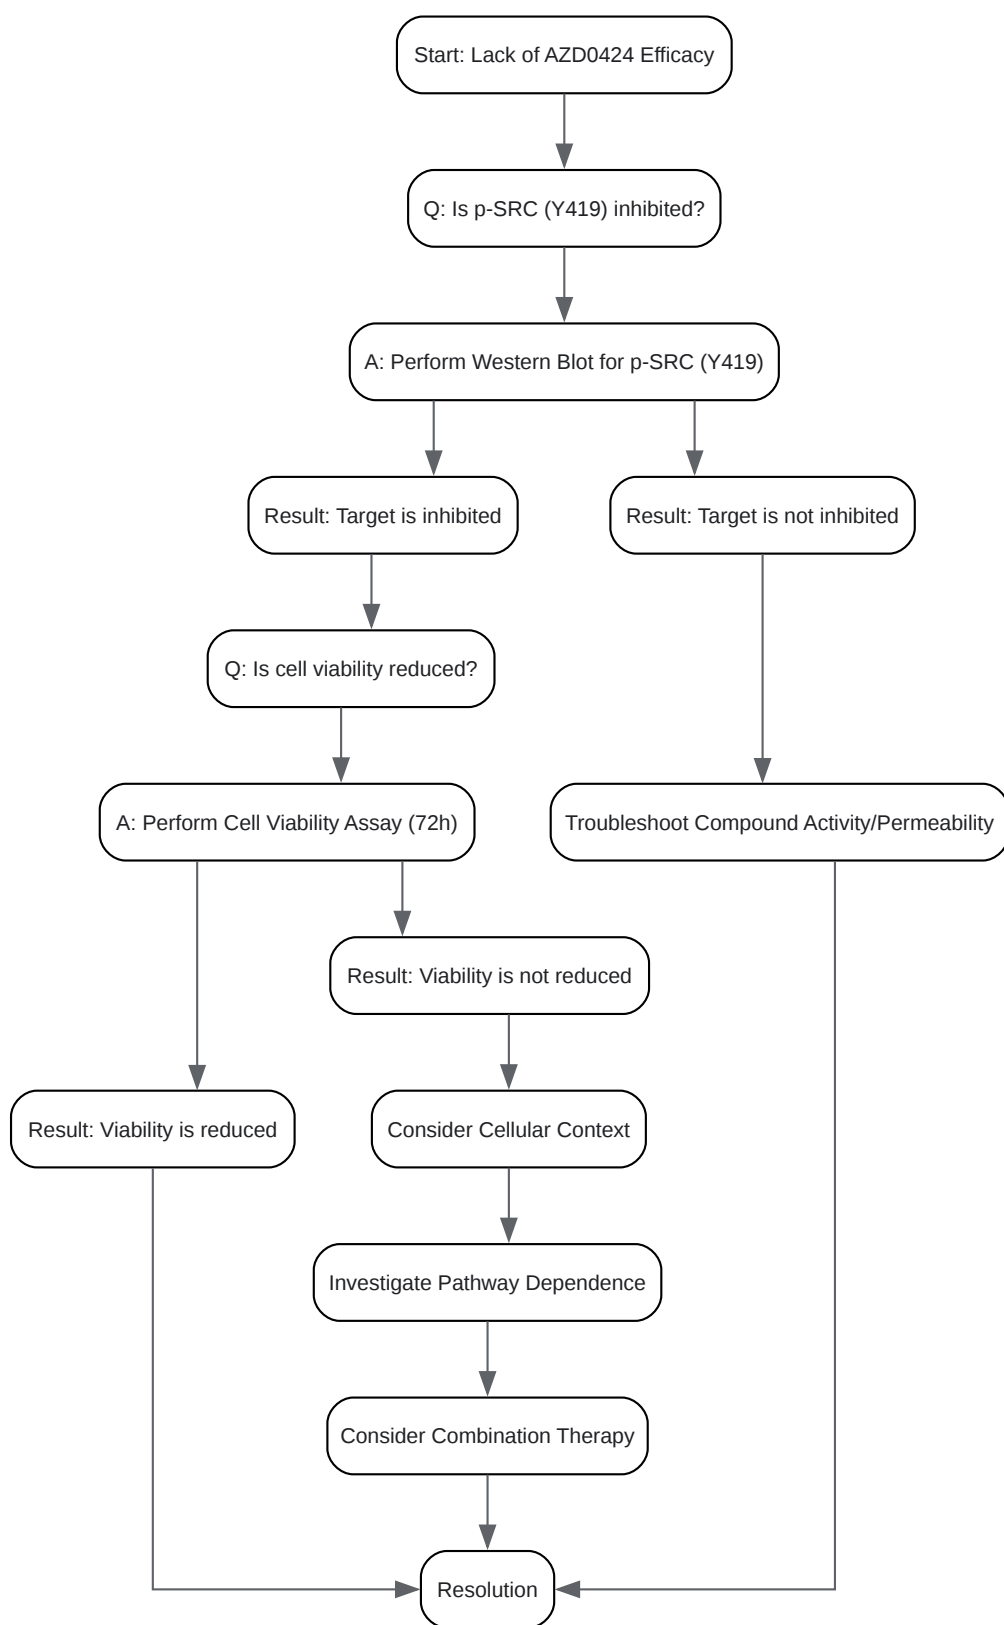 Start: Lack of AZD0424 Efficacy
Q: Is p-SRC (Y419) inhibited?
A: Perform Western Blot for p-SRC (Y419)
Result: Target is inhibited
Result: Target is not inhibited
Q: Is cell viability reduced?
A: Perform Cell Viability Assay (72h)
Troubleshoot Compound Activity/Permeability
Result: Viability is not reduced
Result: Viability is reduced
Consider Cellular Context
Investigate Pathway Dependence
Consider Combination Therapy
Resolution